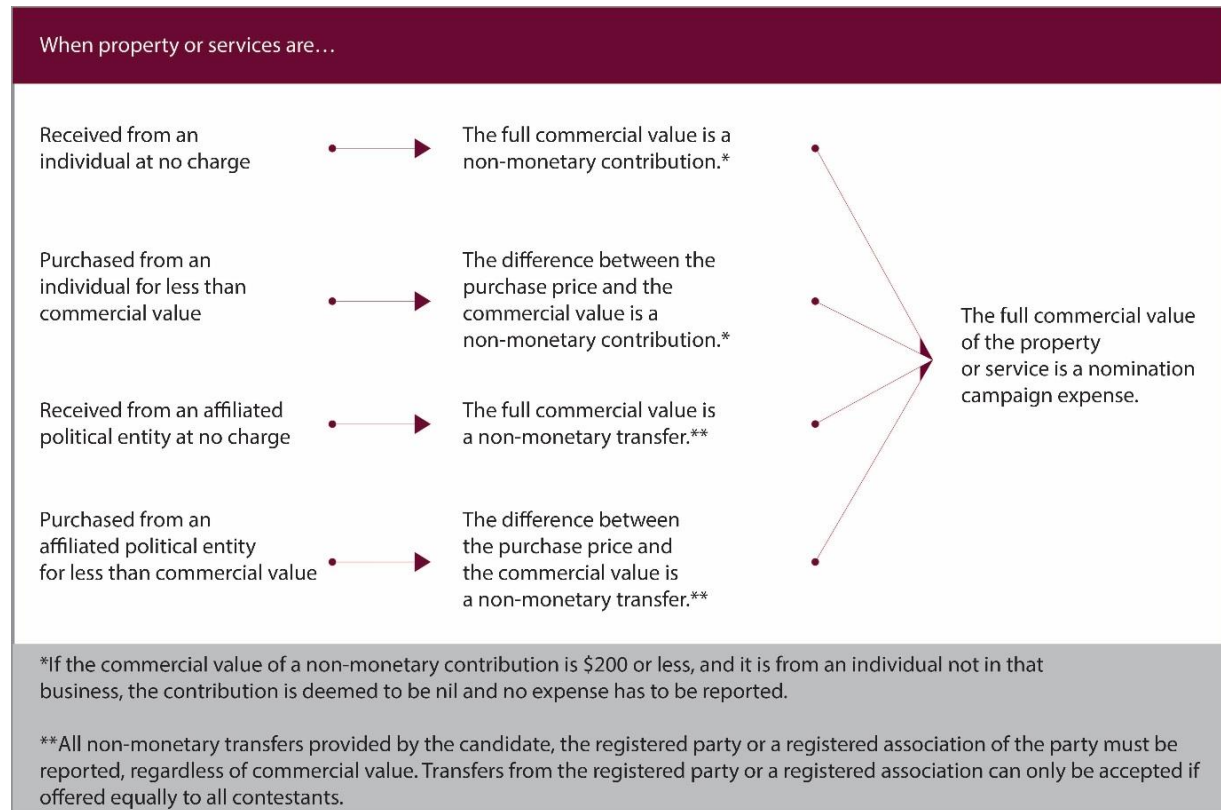 When property or services are…
Received from an
individual at no charge
The full commercial value is a
non-monetary contribution.*
Purchased from an
individual for less than
commercial value
The difference between the
purchase price and the
commercial value is a
non-monetary contribution.*
Received from an affiliated
political entity at no charge
The full commercial value is
a non-monetary transfer.**
Purchased from an
affiliated political entity
for less than commercial value
The difference between
the purchase price and
the commercial value is
a non-monetary transfer.**
The full commercial value
of the property
or service is a nomination
campaign expense.
*If the commercial value of a non-monetary contribution is $200 or less, and it is from an individual not in that
business, the contribution is deemed to be nil and no expense has to be reported.
**All non-monetary transfers provided by the candidate, the registered party or a registered association of the party must be
reported, regardless of commercial value. Transfers from the registered party or a registered association can only be accepted if
offered equally to all contestants.